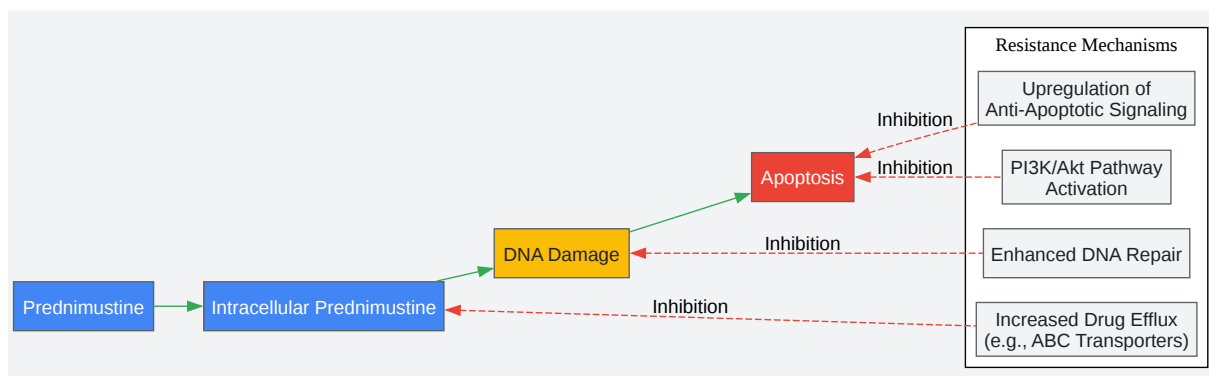 Resistance Mechanisms
Upregulation of
Anti-Apoptotic Signaling
Inhibition
Apoptosis
Inhibition
PI3K/Akt Pathway
Activation
DNA Damage
Inhibition
Enhanced DNA Repair
Prednimustine
Intracellular Prednimustine
Inhibition
Increased Drug Efflux
(e.g., ABC Transporters)